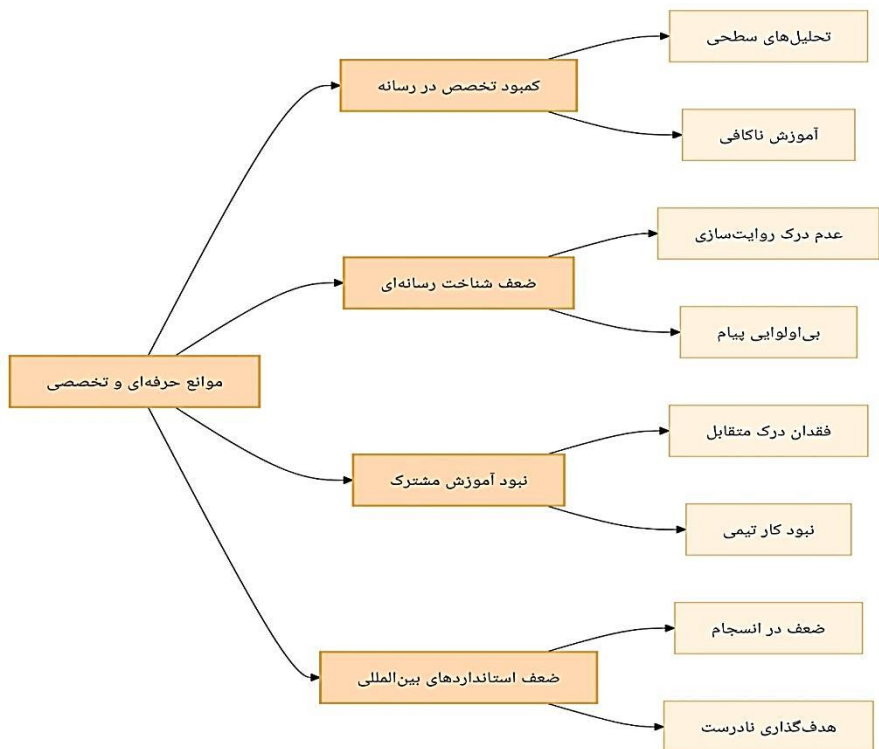 موانع حرفه‌ای و تخصصی
کمبود تخصص در رسانه
تحلیل‌های سطحی
آموزش ناکافی
ضعف شناخت رسانه‌ای
عدم درک روایت‌سازی
بی‌اولوایی پیام
نبود آموزش مشترک
فقدان درک متقابل
نبود کار تیمی
ضعف استانداردهای بین‌المللی
ضعف در انسجام
هدف‌گذاری نادرست